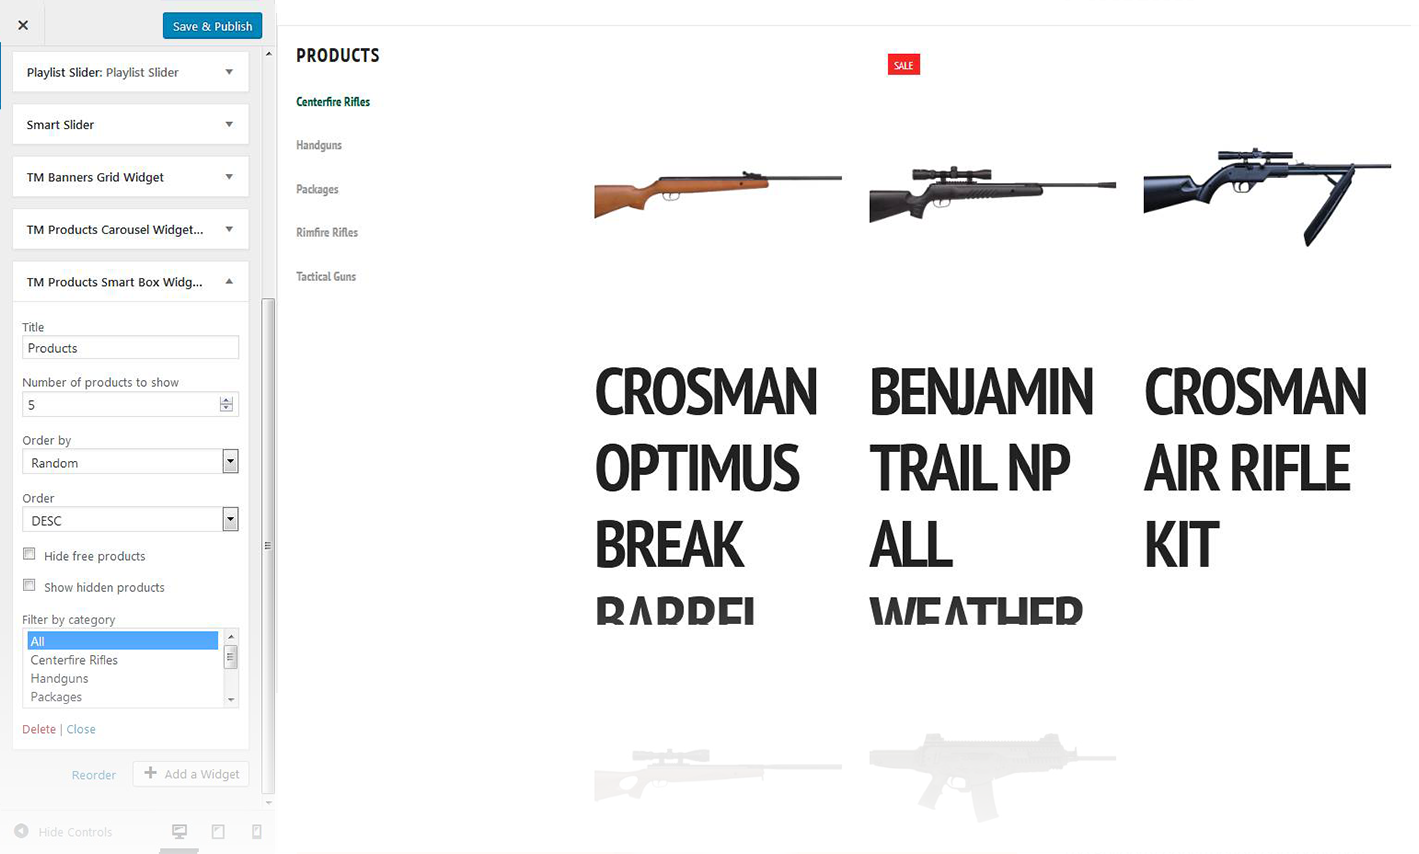 Save & Publish
Playlist Slider: Playlist Slider
Smart Slider
TM Banners Grid Widget
TM Products Carousel Widget...
TM Products Smart Box Widg...
Title
Products
Number of products to show
5
Order by
Random
Order
DESC
Hide free products
Show hidden products
Filter by category
All
Centerfire Rifles
Handguns
Packages
Delete | Close
Reorder
Add a Widget
Hide Controls
PRODUCTS
Centerfire Rifles
Handguns
Packages
Rimfire Rifles
Tactical Guns
SALE
CROSMAN
OPTIMUS
BREAK
BARREL
BENJAMIN
TRAIL NP
ALL
WEATHER
CROSMAN
AIR RIFLE
KIT